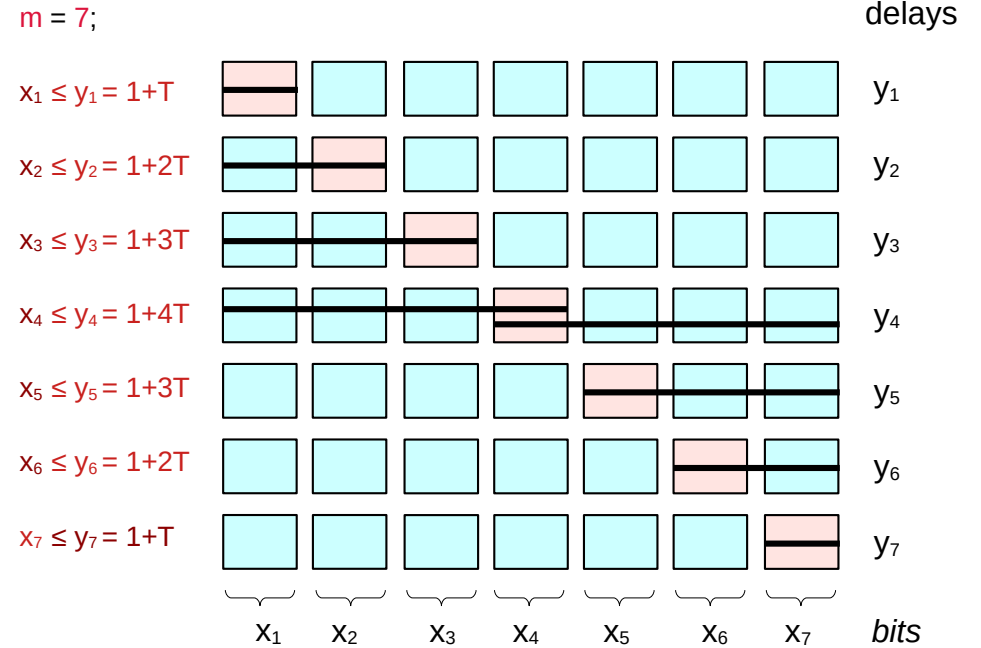 m = 7;
delays
x₁ ≤ y₁ = 1+T
y₁
x₂ ≤ y₂ = 1+2T
y₂
x₃ ≤ y₃ = 1+3T
y₃
x₄ ≤ y₄ = 1+4T
y₄
x₅ ≤ y₅ = 1+3T
y₅
x₆ ≤ y₆ = 1+2T
y₆
x₇ ≤ y₇ = 1+T
y₇
x₁ x₂ x₃ x₄ x₅ x₆ x₇ bits